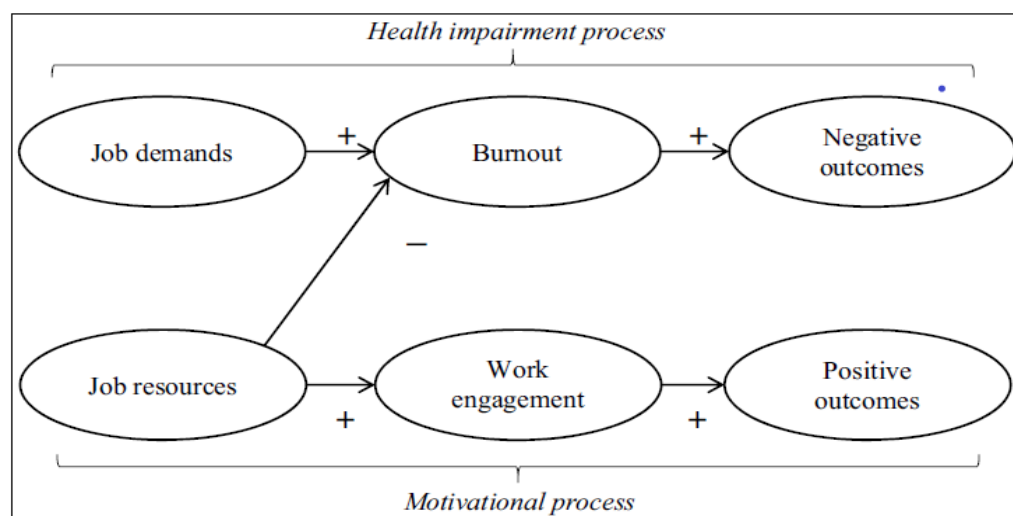 Health impairment process
Job demands
+
Burnout
+
Negative
outcomes
−
Job resources
+
Work
engagement
+
Positive
outcomes
Motivational process